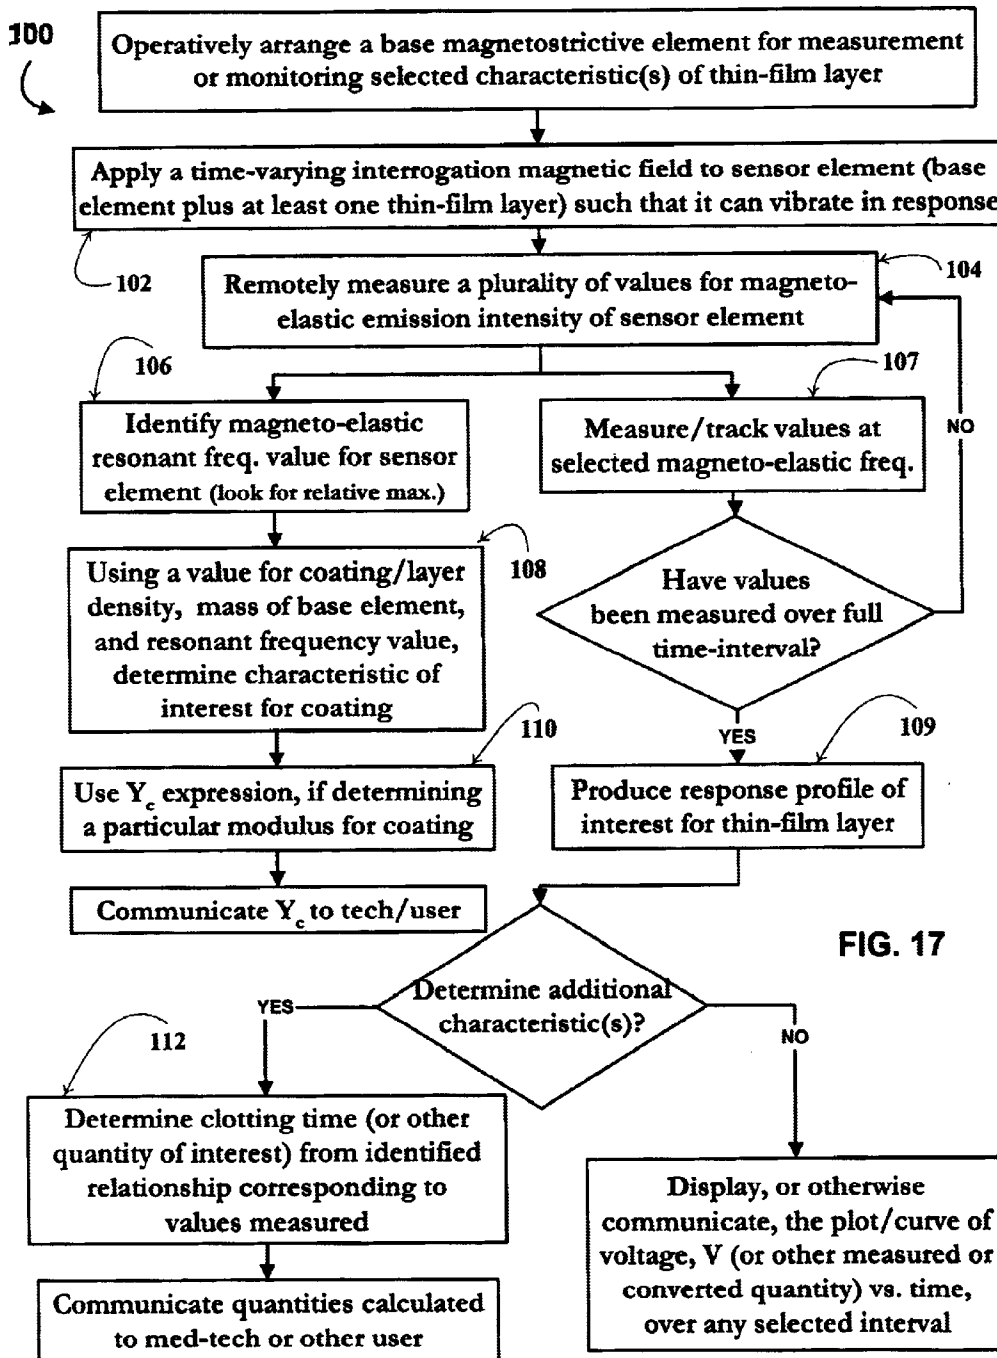 100
Operatively arrange a base magnetostrictive element for measurement
or monitoring selected characteristic(s) of thin-film layer
Apply a time-varying interrogation magnetic field to sensor element (base
element plus at least one thin-film layer) such that it can vibrate in response
102
104
Remotely measure a plurality of values for magneto-
elastic emission intensity of sensor element
106
107
Identify magneto-elastic
resonant freq. value for sensor
element (look for relative max.)
Measure/track values at
selected magneto-elastic freq.
NO
108
Using a value for coating/layer
density, mass of base element,
and resonant frequency value,
determine characteristic of
interest for coating
Have values
been measured over full
time-interval?
YES
110
109
Use Yc expression, if determining
a particular modulus for coating
Produce response profile of
interest for thin-film layer
Communicate Yc to tech/user
FIG. 17
Determine additional
characteristic(s)?
YES
NO
112
Determine clotting time (or other
quantity of interest) from identified
relationship corresponding to
values measured
Display, or otherwise
communicate, the plot/curve of
voltage, V (or other measured or
converted quantity) vs. time,
over any selected interval
Communicate quantities calculated
to med-tech or other user